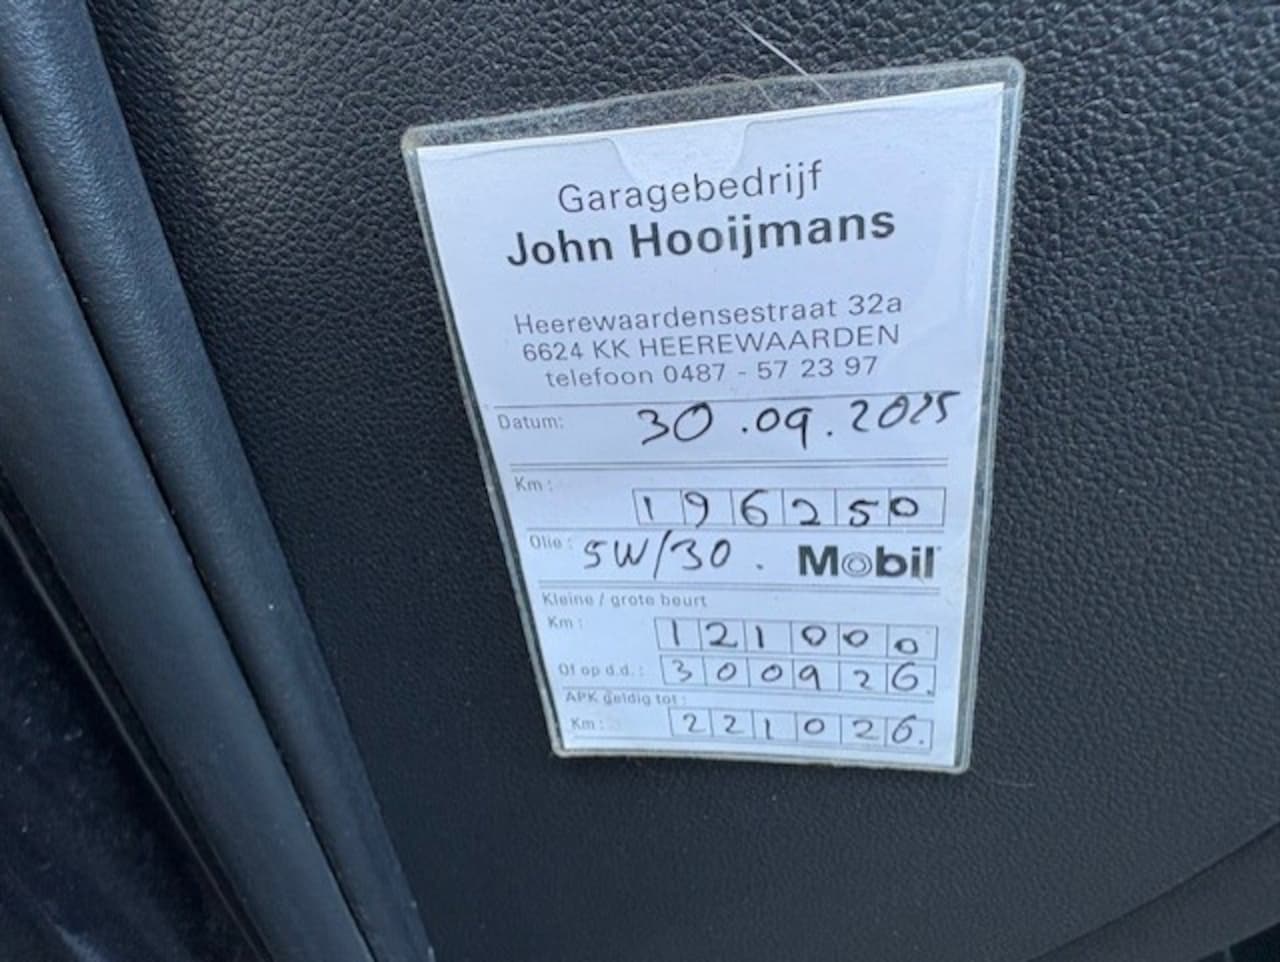 Garagebedrijf
John Hooijmans
Heerewaardensestraat 32a
6624 KK HEEREWAARDEN
telefoon 0487 - 57 23 97
Datum: 30.09.2025
Km: 196250
Olie: 5W/30. Mobil
Kleine / grote beurt
Km: 121000
Of op d.d.: 300926.
APK geldig tot:
Km: 221026.